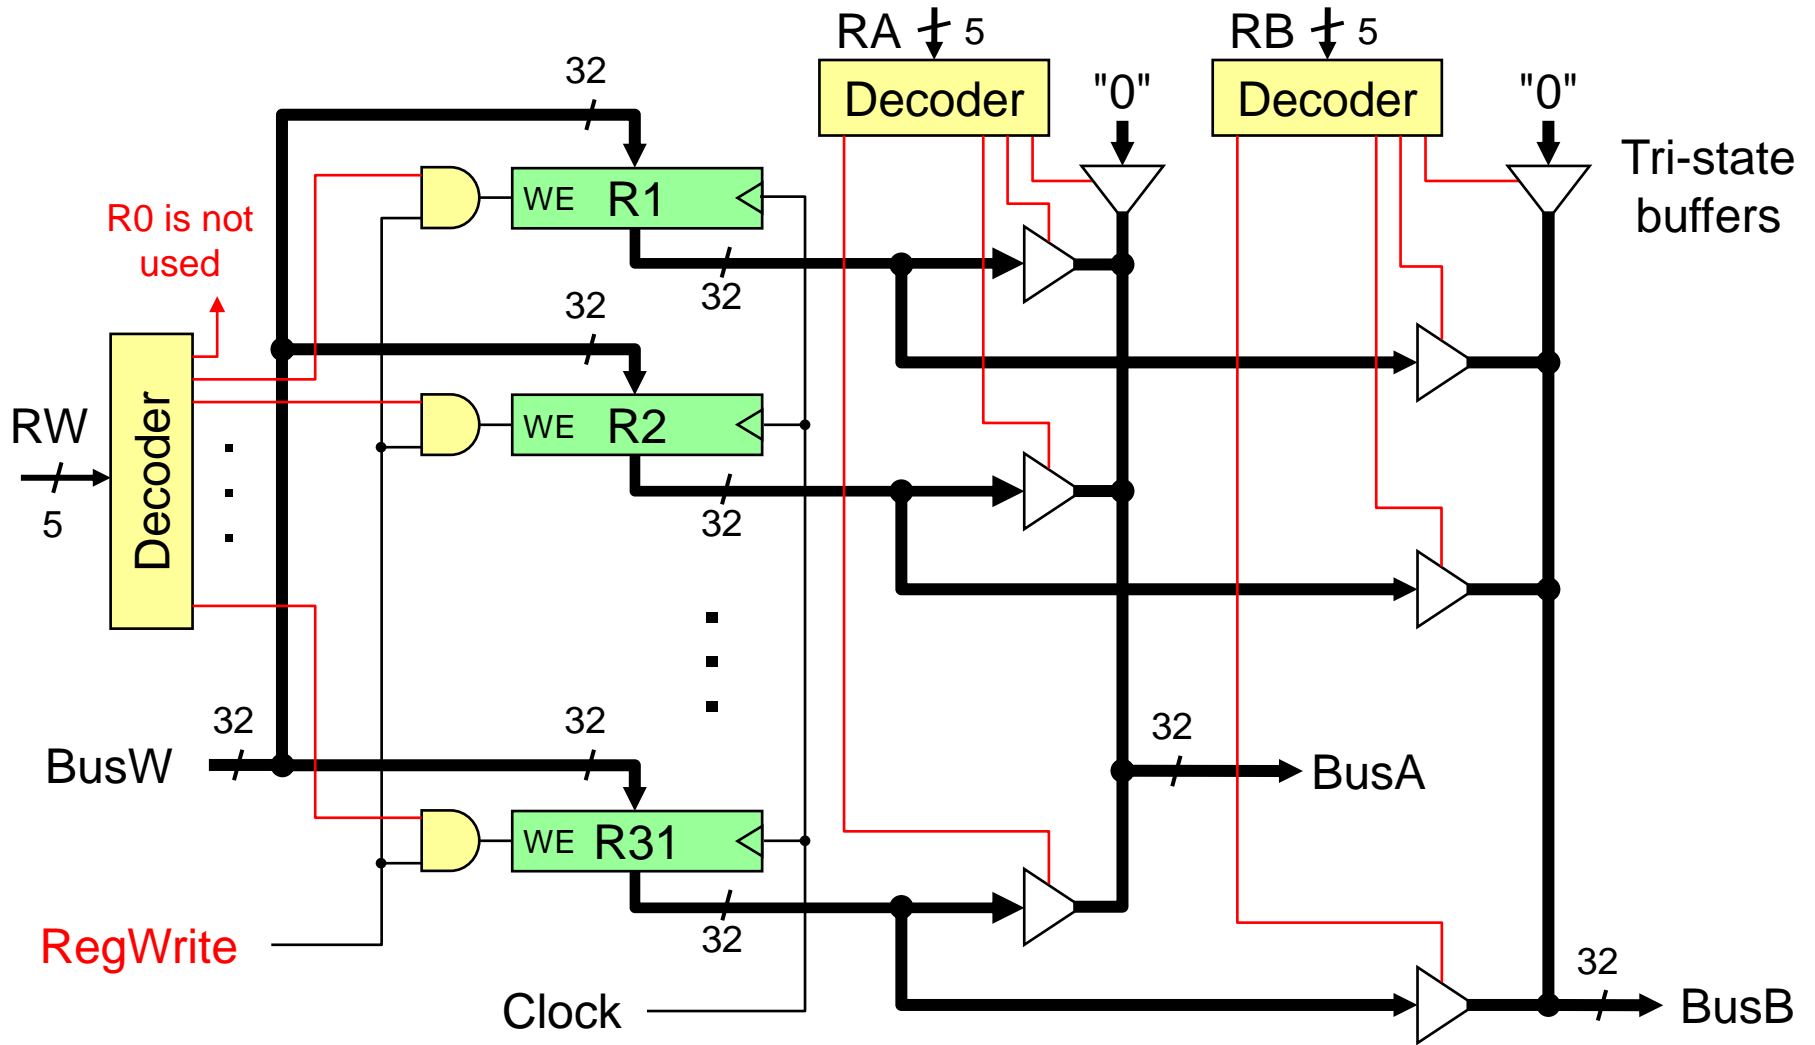 RA
5
RB
5
32
Decoder
"0"
Decoder
"0"
Tri-state
buffers
WE
R1
R0 is not
used
32
32
RW
5
Decoder
WE
R2
32
32
32
BusW
32
BusA
WE
R31
32
RegWrite
Clock
32
BusB